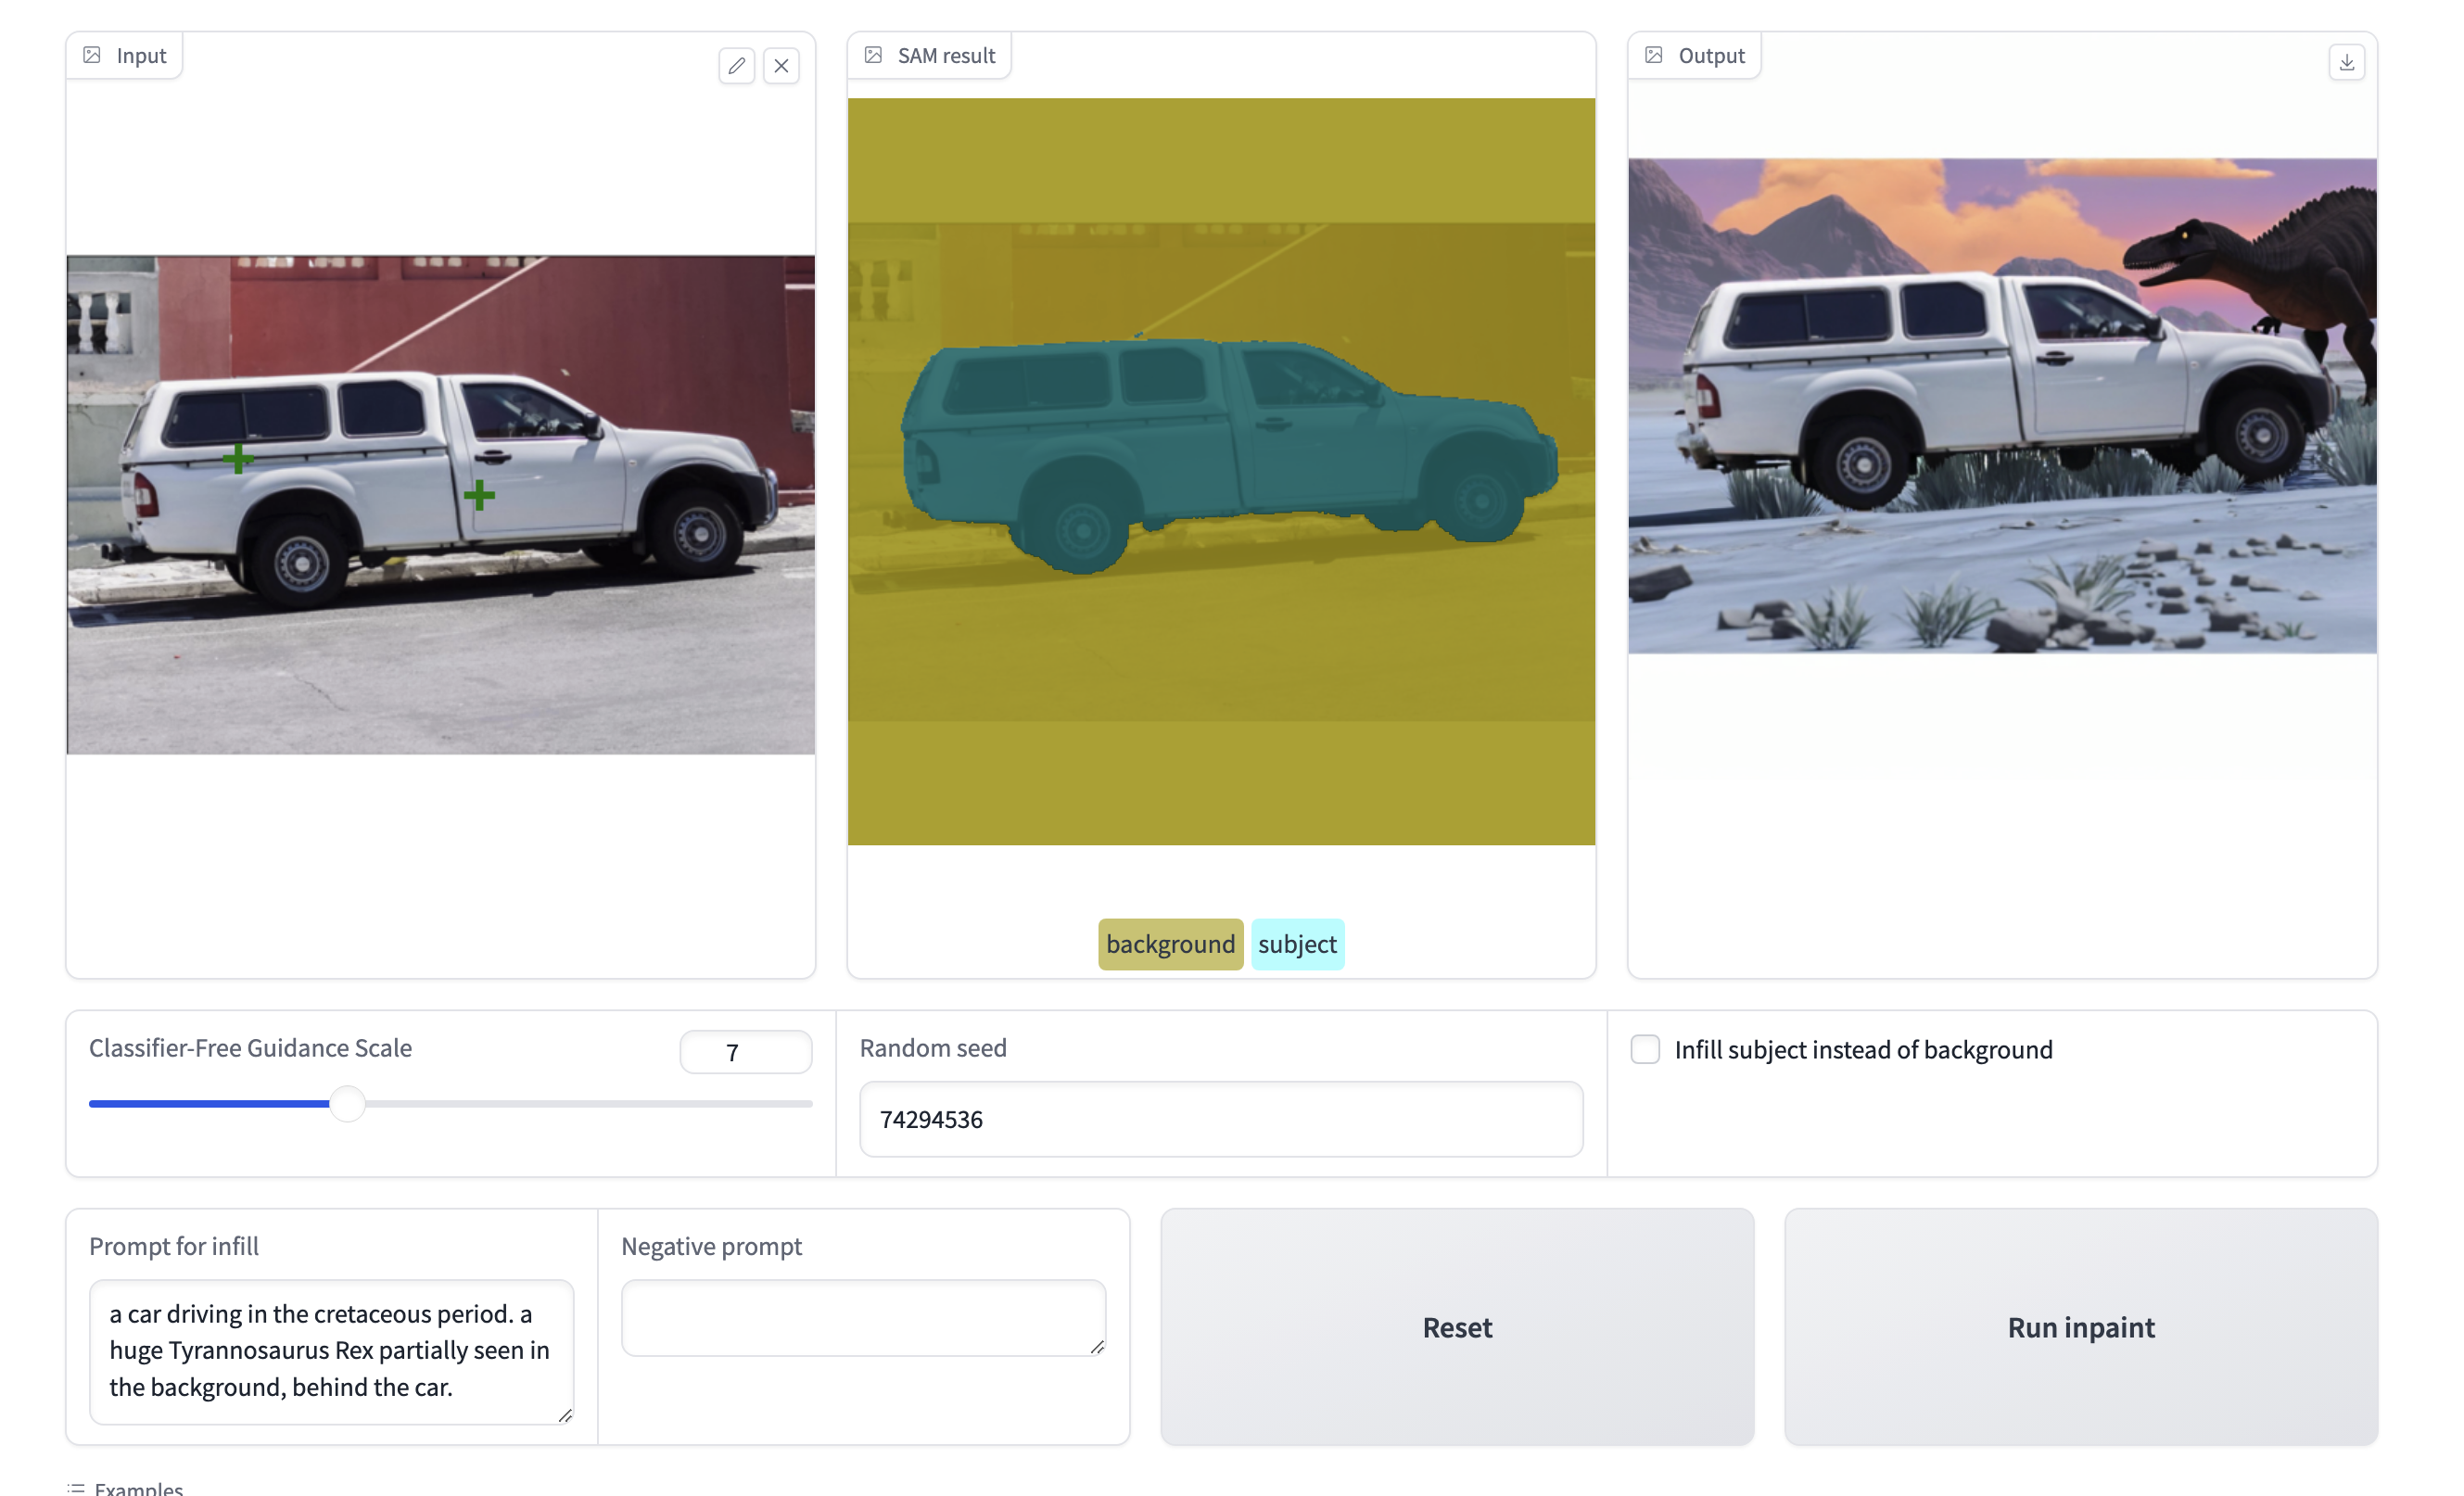 Input
SAM result
Output
background
subject
Classifier-Free Guidance Scale
7
Random seed
74294536
Infill subject instead of background
Prompt for infill
a car driving in the cretaceous period. a
huge Tyrannosaurus Rex partially seen in
the background, behind the car.
Negative prompt
Reset
Run inpaint
Examples